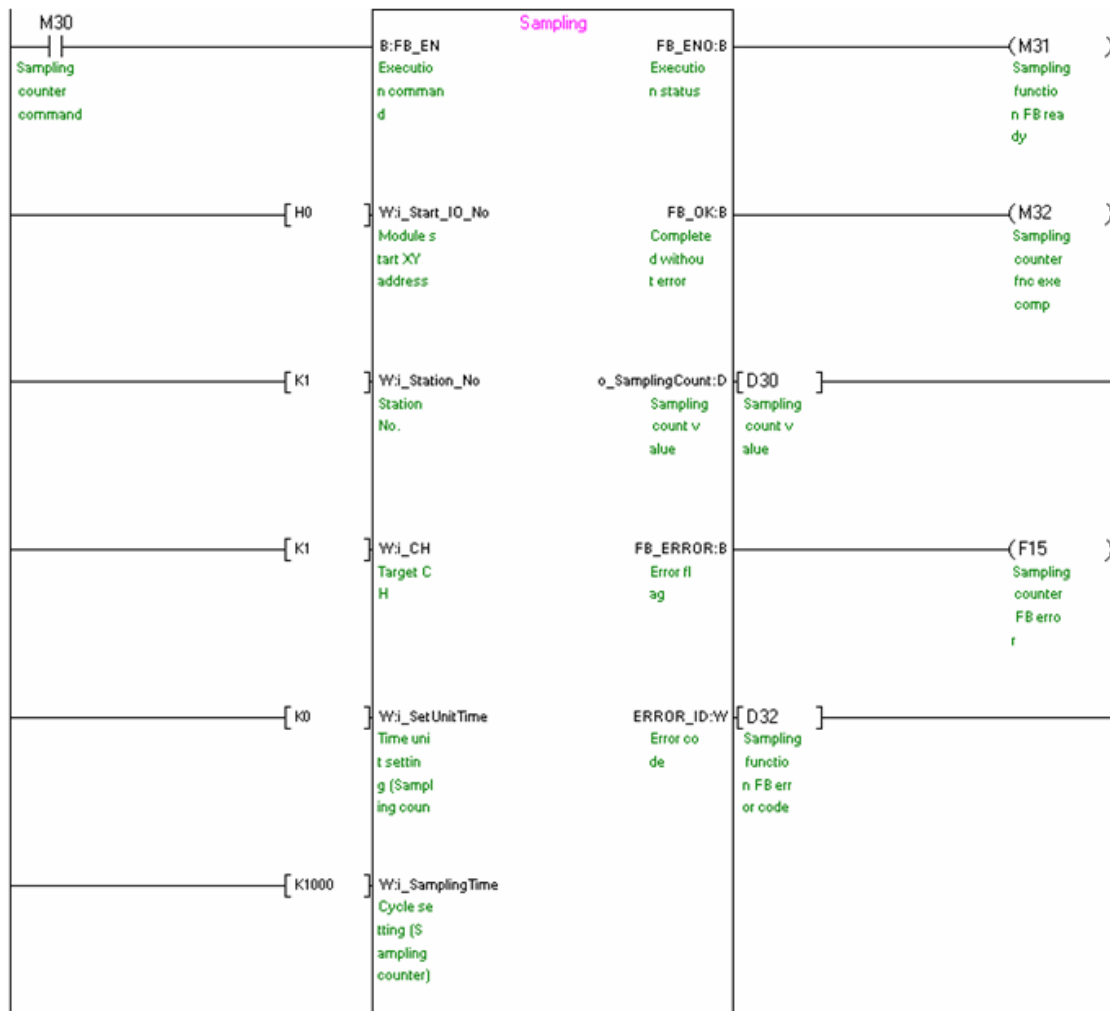 M30
Sampling
counter
command
Sampling
B:FB_EN
Executio
n comman
d
FB_ENO:B
Executio
n status
(M31 )
Sampling
functio
n FB rea
dy
[ H0 ]
W:i_Start_IO_No
Module s
tart XY
address
FB_OK:B
Complete
d withou
t error
(M32 )
Sampling
counter
fnc exe
comp
[ K1 ]
W:i_Station_No
Station
No.
o_SamplingCount:D
Sampling
count v
alue
[ D30 ]
Sampling
count v
alue
[ K1 ]
W:i_CH
Target C
H
FB_ERROR:B
Error fl
ag
(F15 )
Sampling
counter
FB erro
r
[ K0 ]
W:i_SetUnitTime
Time uni
t settin
g (Sampl
ing coun
ERROR_ID:W
Error co
de
[ D32 ]
Sampling
functio
n FB err
or code
[ K1000 ]
W:i_SamplingTime
Cycle se
tting (S
ampling
counter)